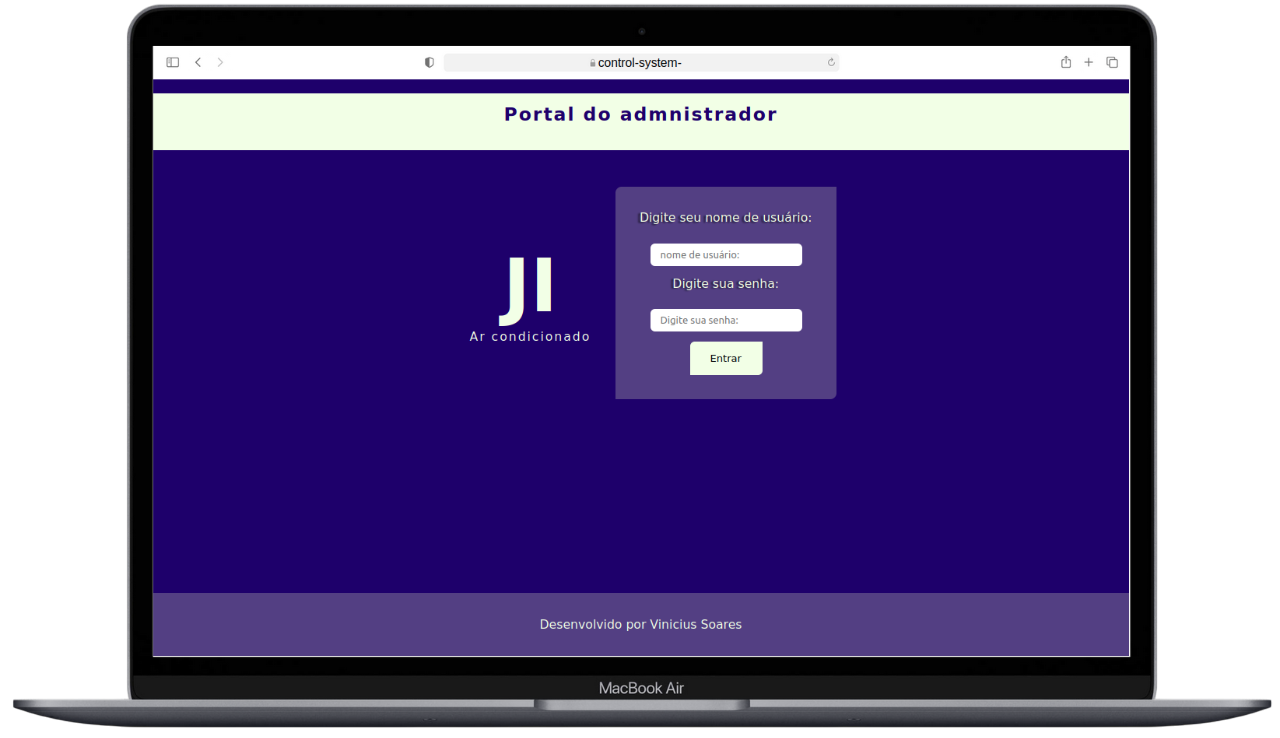 control-system-
Portal do admnistrador
Digite seu nome de usuário:
nome de usuário:
Digite sua senha:
Digite sua senha:
Entrar
JI
Ar condicionado
Desenvolvido por Vinicius Soares
MacBook Air